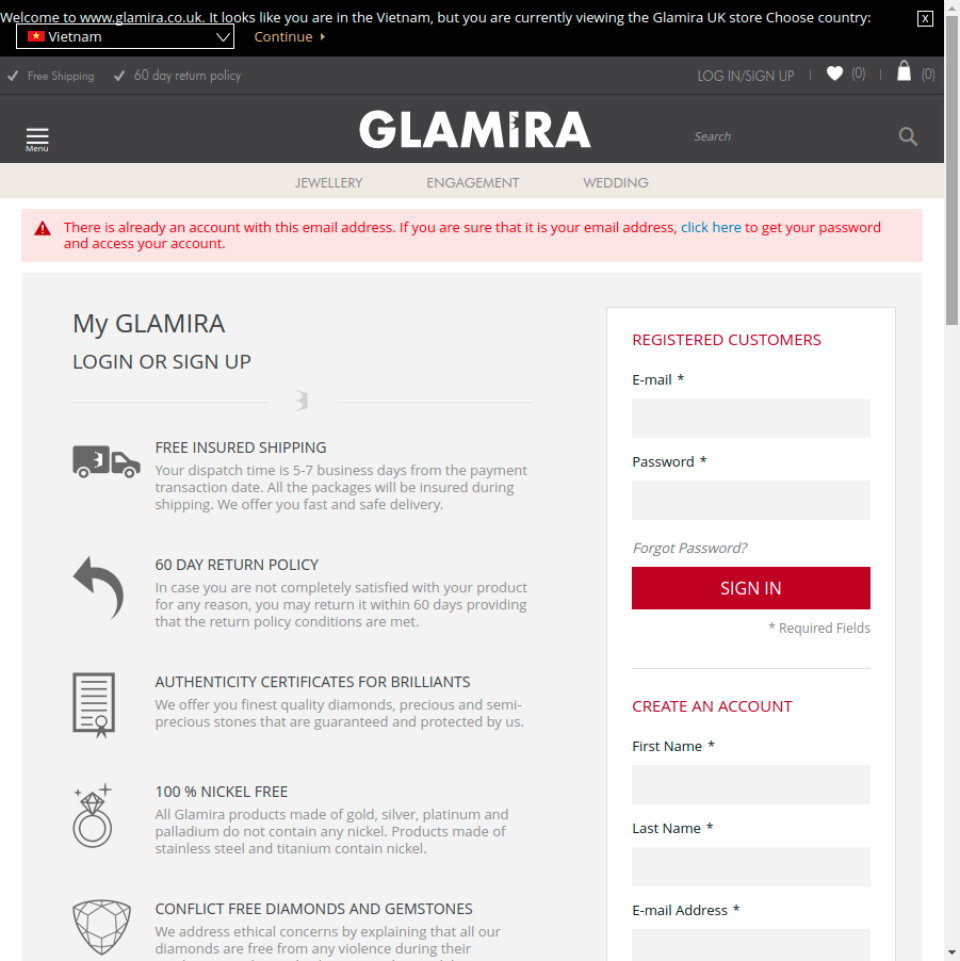 Welcome to www.glamira.co.uk. It looks like you are in the Vietnam, but you are currently viewing the Glamira UK store Choose country:
X
Vietnam
Continue
Free Shipping
60 day return policy
LOG IN/SIGN UP
(0)
(0)
Menu
GLAMIRA
Search
JEWELLERY
ENGAGEMENT
WEDDING
There is already an account with this email address. If you are sure that it is your email address, click here to get your password
and access your account.
My GLAMIRA
LOGIN OR SIGN UP
FREE INSURED SHIPPING
Your dispatch time is 5-7 business days from the payment
transaction date. All the packages will be insured during
shipping. We offer you fast and safe delivery.
60 DAY RETURN POLICY
In case you are not completely satisfied with your product
for any reason, you may return it within 60 days providing
that the return policy conditions are met.
AUTHENTICITY CERTIFICATES FOR BRILLIANTS
We offer you finest quality diamonds, precious and semi-
precious stones that are guaranteed and protected by us.
100 % NICKEL FREE
All Glamira products made of gold, silver, platinum and
palladium do not contain any nickel. Products made of
stainless steel and titanium contain nickel.
CONFLICT FREE DIAMONDS AND GEMSTONES
We address ethical concerns by explaining that all our
diamonds are free from any violence during their
REGISTERED CUSTOMERS
E-mail *
Password *
Forgot Password?
SIGN IN
* Required Fields
CREATE AN ACCOUNT
First Name *
Last Name *
E-mail Address *